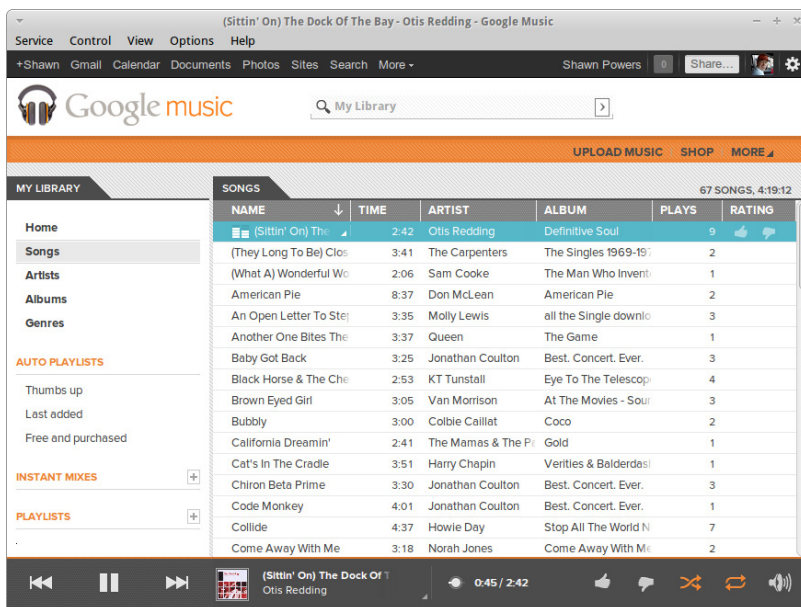 (Sittin' On) The Dock Of The Bay - Otis Redding - Google Music
Service Control View Options Help
+Shawn Gmail Calendar Documents Photos Sites Search More Shawn Powers 0 Share...
Google music My Library
UPLOAD MUSIC SHOP MORE
MY LIBRARY
SONGS 67 SONGS, 4:19:12
NAME TIME ARTIST ALBUM PLAYS RATING
(Sittin' On) The 2:42 Otis Redding Definitive Soul 9
(They Long To Be) Clos 3:41 The Carpenters The Singles 1969-197 2
(What A) Wonderful Wo 2:06 Sam Cooke The Man Who Invent 1
American Pie 8:37 Don McLean American Pie 2
An Open Letter To Step 3:35 Molly Lewis all the Single downlo 3
Another One Bites The 3:37 Queen The Game 1
Baby Got Back 3:25 Jonathan Coulton Best. Concert. Ever. 3
Black Horse & The Che 2:53 KT Tunstall Eye To The Telescop 4
Brown Eyed Girl 3:05 Van Morrison At The Movies - Soun 3
Bubbly 3:00 Colbie Caillat Coco 2
California Dreamin' 2:41 The Mamas & The Pa Gold 1
Cat's In The Cradle 3:51 Harry Chapin Verities & Balderdas 1
Chiron Beta Prime 3:30 Jonathan Coulton Best. Concert. Ever. 3
Code Monkey 4:01 Jonathan Coulton Best. Concert. Ever. 1
Collide 4:37 Howie Day Stop All The World N 7
Come Away With Me 3:18 Norah Jones Come Away With Me 2
Home
Songs
Artists
Albums
Genres
AUTO PLAYLISTS
Thumbs up
Last added
Free and purchased
INSTANT MIXES
PLAYLISTS
(Sittin' On) The Dock Of T
Otis Redding
0:45 / 2:42